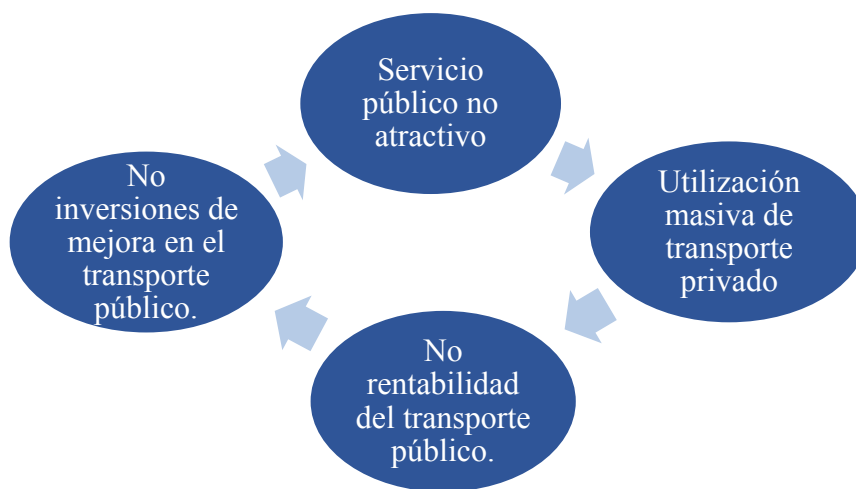 Servicio
público no
atractivo
Utilización
masiva de
transporte
privado
No
rentabilidad
del transporte
público.
No
inversiones de
mejora en el
transporte
público.